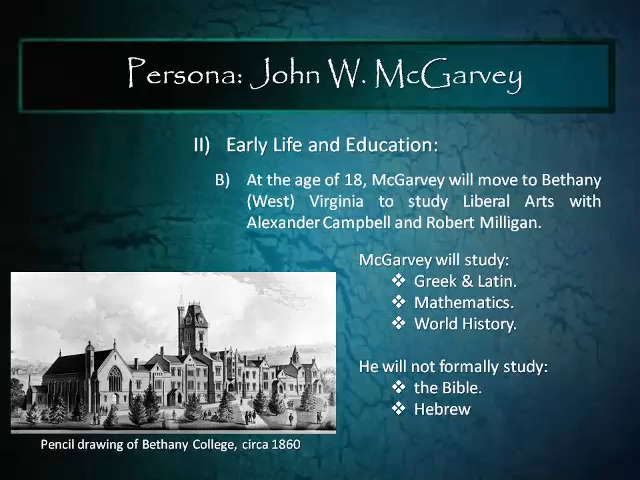 Persona: John W. McGarvey
II) Early Life and Education:
B) At the age of 18, McGarvey will move to Bethany
(West) Virginia to study Liberal Arts with
Alexander Campbell and Robert Milligan.
McGarvey will study:
❖ Greek & Latin.
❖ Mathematics.
❖ World History.
He will not formally study:
❖ the Bible.
❖ Hebrew
Pencil drawing of Bethany College, circa 1860